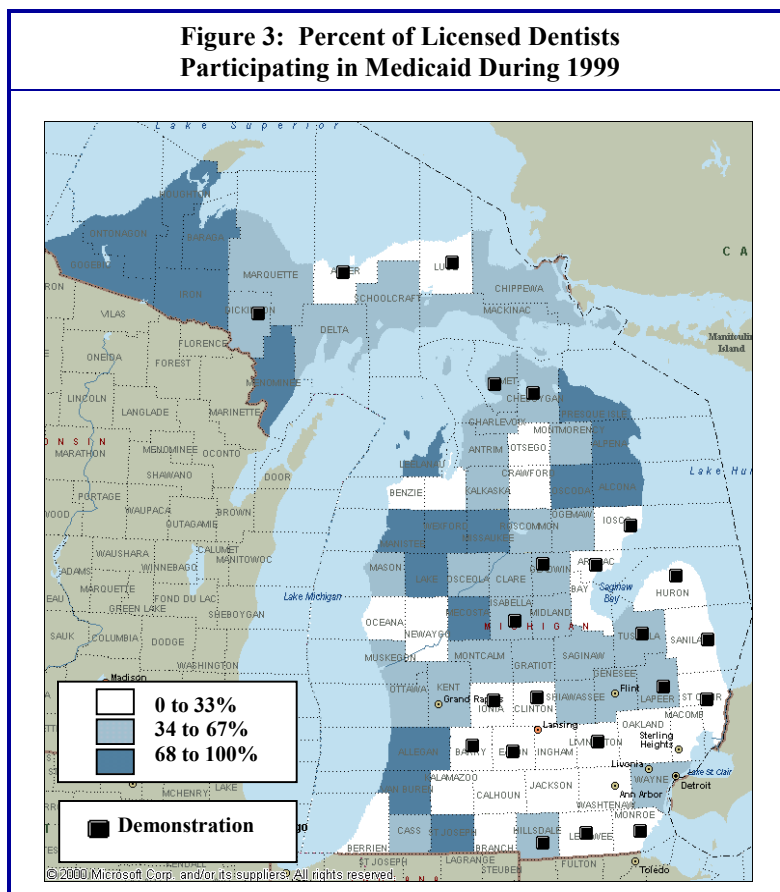 Figure 3: Percent of Licensed Dentists
Participating in Medicaid During 1999
Lake Superior
HOUGHTON
ONTONAGON
BARAGA
GOGEBIC
MARQUETTE
LUCE
C A
CHIPPEWA
IRON
SCHOOLCRAFT
MACKINAC
VILAS
DICKINSON
DELTA
FLORENCE
Manitoulin
Island
ONEIDA
FOREST
MENOMINEE
LINCOLN
LANGLADE
MARINETTE
CHEBOYGAN
CHARLEVOIX
PRESQUE ISLE
MONTMORENCY
ONSIN
MENOMINEE
OCONTO
ANTRIM
OTSEGO
ALPENA
MARATHON
SHAWANO
DOOR
LEELANAU
CRAWFORD
Lake Hu
PORTAGE
BENZIE
KALKASKA
OSCODA
ALCONA
WOOD
WAUPACA
BROWN
OUTAGAMIE
WEXFORD
MISSAUKEE
ROSCOMMON
OGEMAW
IOSCO
MANISTEE
WAUSHARA
CALUMET
MANITOWOC
ADAMS
WINNEBAGO
MASON
LAKE
OSCEOLA
CLARE
MARQUETTE
FOND DU LAC
Lake Michigan
BAY
Saginaw
Bay
HURON
GREEN LAKE
SHEBOYGAN
MECOSTA
ISABELLA
MIDLAND
OCEANA
NEWAYGO
M I C H I G A N
SAUK
COLUMBIA
DODGE
TUSCOLA
SANILAC
WASHINGTON
MUSKEGON
MONTCALM
GRATIOT
SAGINAW
GENESEE
Madison
OTTAWA
KENT
Grand Rapids
SHIAWASSEE
Flint
LAPEER
ST CLAIR
IONIA
CLINTON
MACOMB
0 to 33%
34 to 67%
68 to 100%
Lansing
OAKLAND
Sterling
Heights
ALLEGAN
BARRY
EATON
INGHAM
LIVINGSTON
Livonia
Lake St Clair
MCHENRY
ALAMAZOO
CALHOUN
JACKSON
Ann Arbor
WAYNE
Detroit
VAN BUREN
WASHTENAW
Demonstration
CASS
ST JOSEPH
BRANCH
HILLSDALE
LENAWEE
MONROE
BERRIEN
ST JOSEPH
LAGRANGE
STEUBEN
FULTON
Toledo
© 2000 Microsoft Corp. and/or its suppliers. All rights reserved.